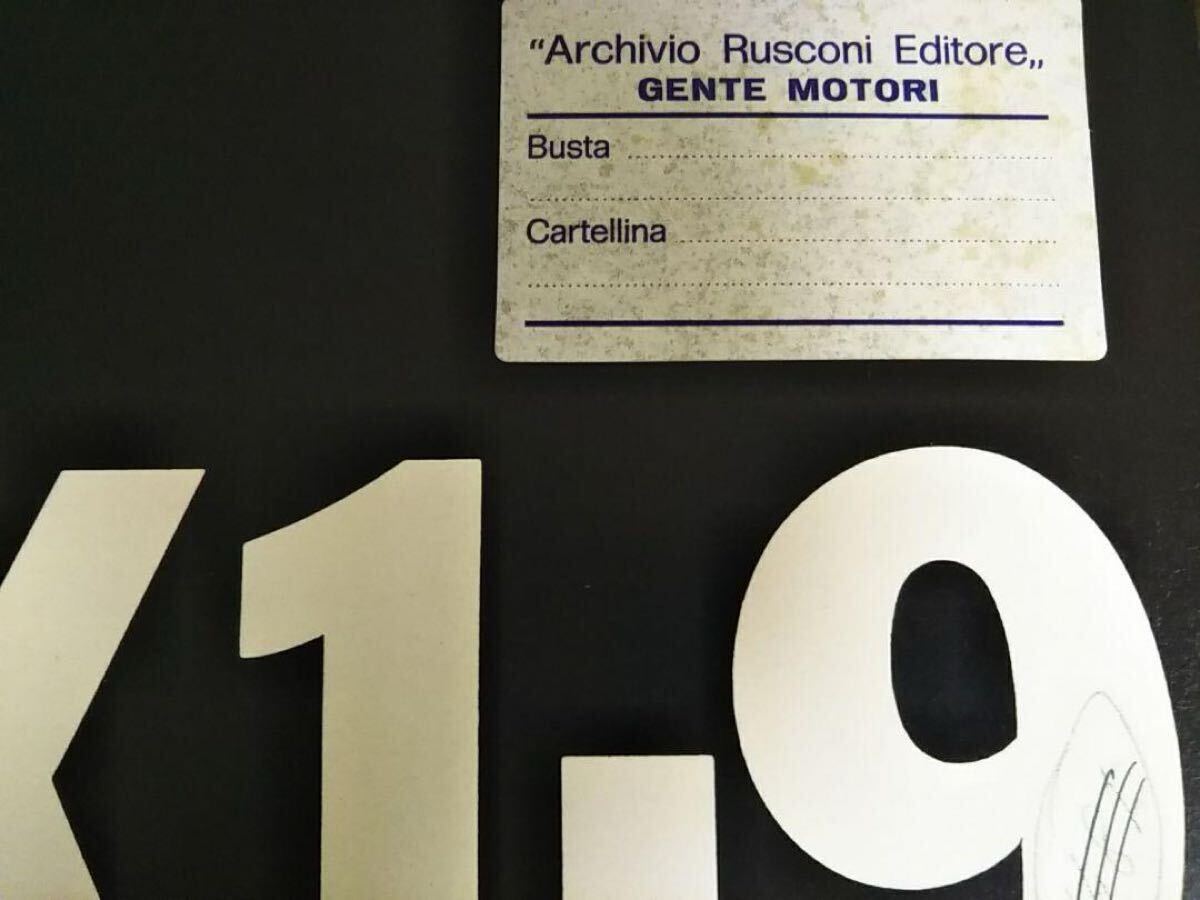 “Archivio Rusconi Editore„
GENTE MOTORI
Busta
Cartellina
X1.9